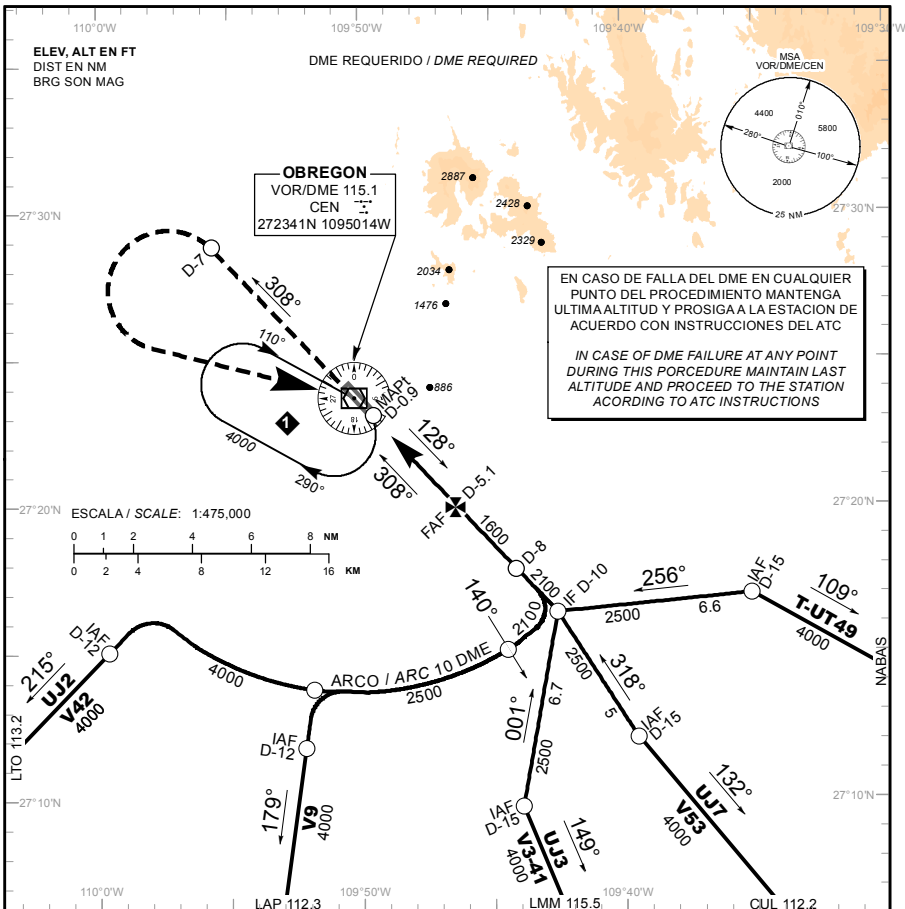 110°0'W
109°50'W
109°40'W
109°30'W
ELEV, ALT EN FT
DIST EN NM
BRG SON MAG
DME REQUERIDO / DME REQUIRED
MSA
VOR/DME/CEN
4400
010°
5800
280°
100°
2000
25 NM
OBREGON
VOR/DME 115.1
CEN
272341N 1095014W
2887
2428
2329
2034
1476
886
27°30'N
27°30'N
D-7
308°
EN CASO DE FALLA DEL DME EN CUALQUIER
PUNTO DEL PROCEDIMIENTO MANTENGA
ULTIMA ALTITUD Y PROSIGA A LA ESTACION DE
ACUERDO CON INSTRUCCIONES DEL ATC
IN CASE OF DME FAILURE AT ANY POINT
DURING THIS PORCEDURE MAINTAIN LAST
ALTITUDE AND PROCEED TO THE STATION
ACORDING TO ATC INSTRUCTIONS
110°
0
27
18
MAPt
D-0.9
1
4000
290°
128°
308°
FAF
D-5.1
27°20'N
27°20'N
ESCALA / SCALE: 1:475,000
0 1 2 4 6 8 NM
0 2 4 8 12 16 KM
1600
D-8
2100
IF D-10
256°
2500
6.6
IAF
D-15
109°
T-UT49
4000
NABAIS
140°
2100
ARCO / ARC 10 DME
2500
4000
IAF
D-12
215°
UJ2
V42
4000
LTO 113.2
IAF
D-12
179°
V9
4000
LAP 112.3
001°
6.7
2500
IAF
D-15
149°
UJ3
V3-41
4000
LMM 115.5
318°
2500
5
IAF
D-15
132°
UJ7
V53
4000
CUL 112.2
27°10'N
27°10'N
110°0'W
109°50'W
109°40'W